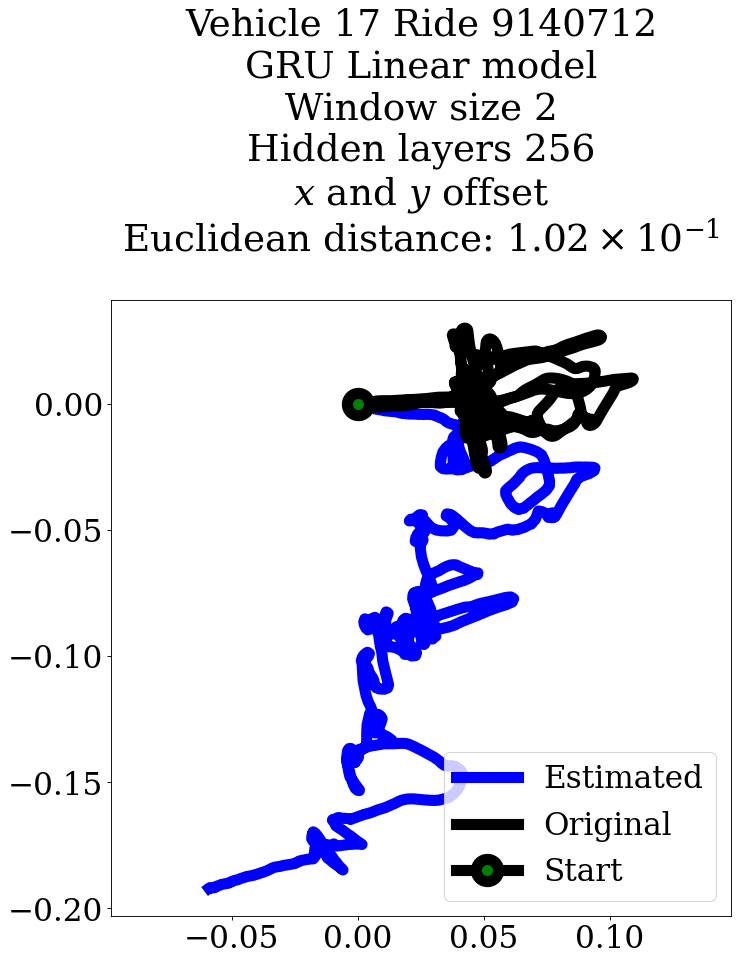 Vehicle 17 Ride 9140712
GRU Linear model
Window size 2
Hidden layers 256
x and y offset
Euclidean distance: 1.02 × 10⁻¹
0.00
−0.05
−0.10
−0.15
−0.20
Estimated
Original
Start
−0.05 0.00 0.05 0.10